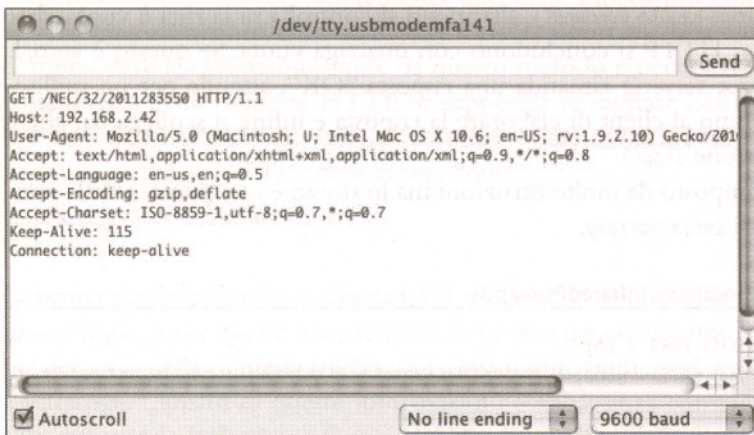 /dev/tty.usbmodemfa141
Send
GET /NEC/32/2011283550 HTTP/1.1
Host: 192.168.2.42
User-Agent: Mozilla/5.0 (Macintosh; U; Intel Mac OS X 10.6; en-US; rv:1.9.2.10) Gecko/2010
Accept: text/html,application/xhtml+xml,application/xml;q=0.9,*/*;q=0.8
Accept-Language: en-us,en;q=0.5
Accept-Encoding: gzip,deflate
Accept-Charset: ISO-8859-1,utf-8;q=0.7,*;q=0.7
Keep-Alive: 115
Connection: keep-alive
Autoscroll
No line ending
9600 baud